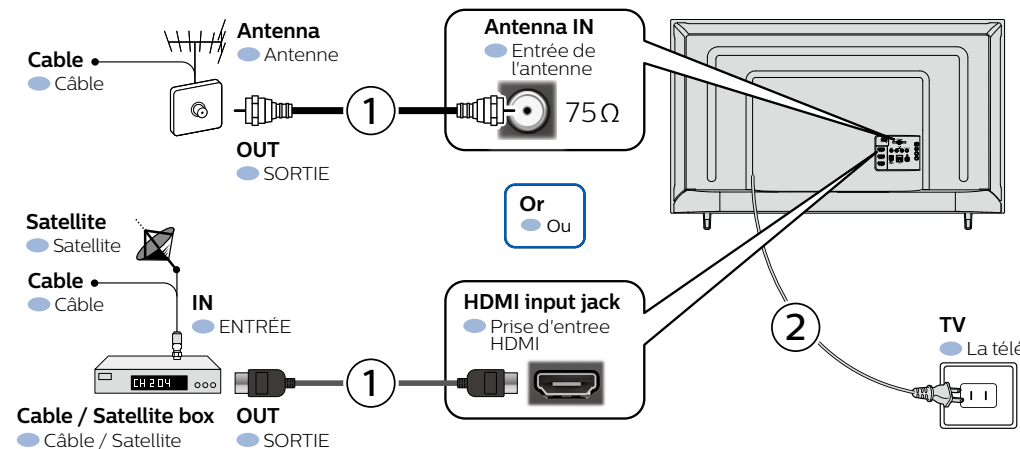 Cable
Câble
Antenna
Antenne
OUT
SORTIE
1
Antenna IN
Entrée de
l'antenne
75Ω
Or
Ou
Satellite
Satellite
Cable
Câble
IN
ENTRÉE
CH 204
Cable / Satellite box
Câble / Satellite
OUT
SORTIE
1
HDMI input jack
Prise d'entree
HDMI
2
TV
La télé